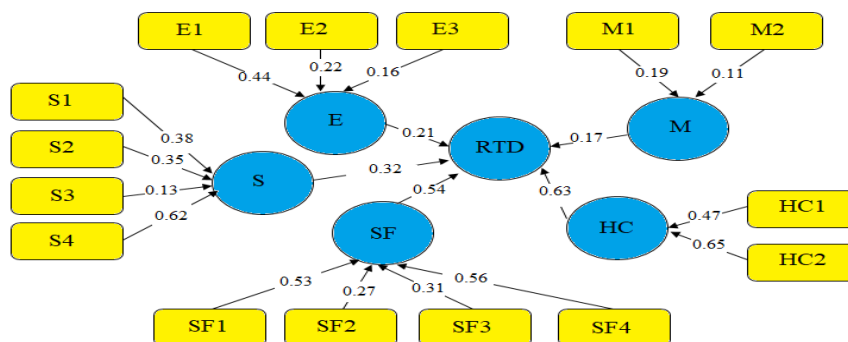 E1
E2
E3
M1
M2
0.44
0.22
0.16
0.19
0.11
S1
S2
S3
S4
0.38
0.35
0.13
0.62
E
0.21
RTD
0.17
M
S
0.32
0.54
0.63
SF
HC
0.47
0.65
HC1
HC2
0.53
0.27
0.31
0.56
SF1
SF2
SF3
SF4